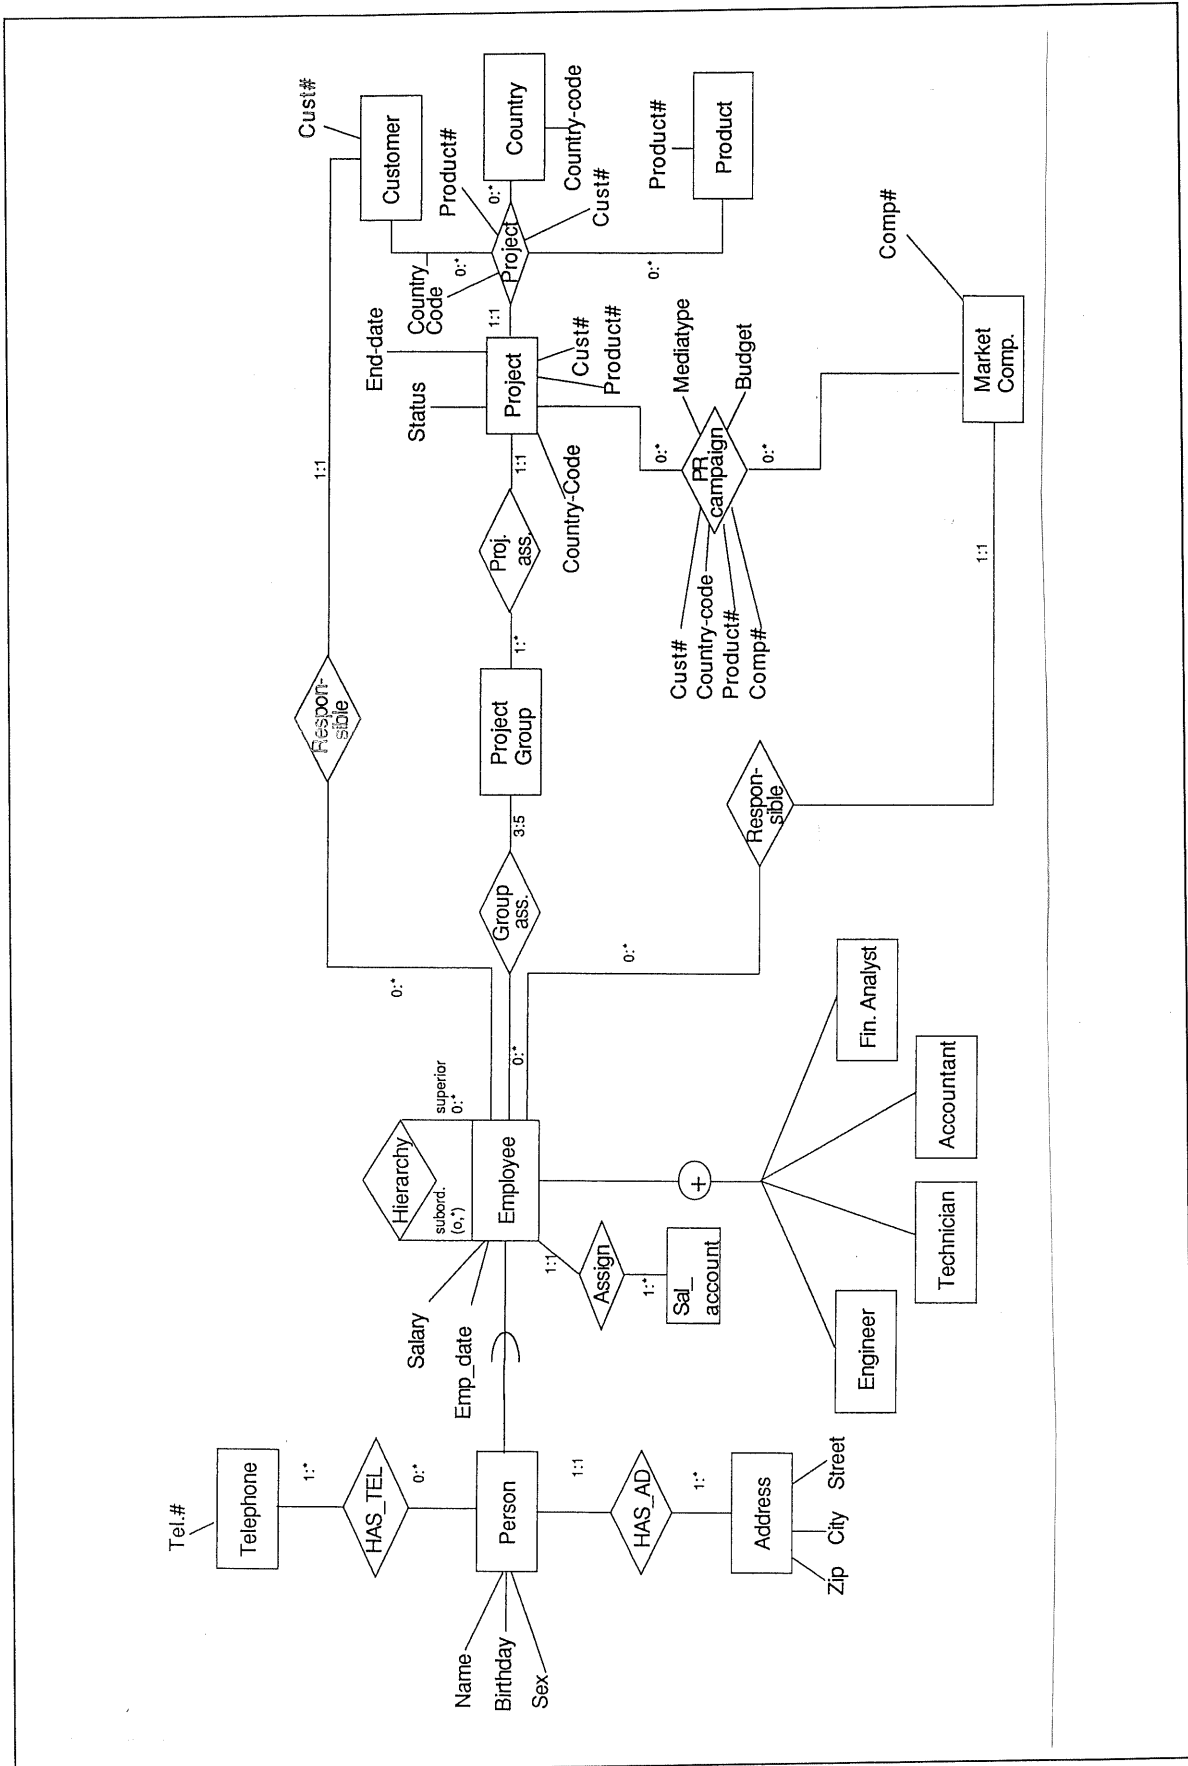 Tel.#
Telephone
1:*
HAS_TEL
0:*
Name
Birthday
Sex
Person
1:1
HAS_AD
1:*
Address
Zip
City
Street
Salary
Emp_date
Hierarchy
subord.
(o,*)
superior
0:*
Employee
1:1
Assign
1:*
Sal_
account
+
Engineer
Technician
Accountant
Fin. Analyst
0:*
0:*
0:*
Group
ass.
3:5
Project
Group
1:*
Proj.
ass.
1:1
Respon-
sible
1:1
Respon-
sible
1:1
Status
End-date
Project
Country-Code
Cust#
Product#
1:1
Country
Code
0:*
Project
Product#
Cust#
0:*
0:*
Cust#
Customer
Country
Country-code
Product#
Product
0:*
PR
campaign
0:*
Mediatype
Budget
Cust#
Country-code
Product#
Comp#
Comp#
Market
Comp.